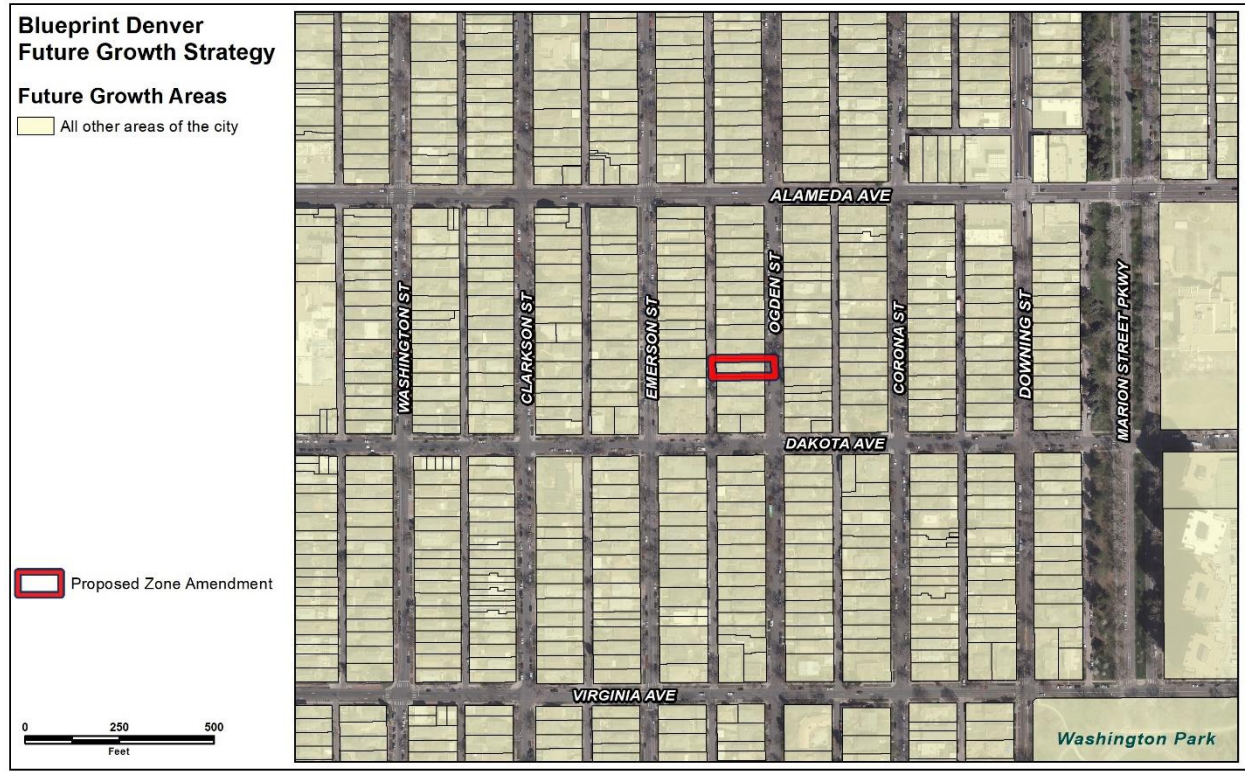 Blueprint Denver
Future Growth Strategy
Future Growth Areas
All other areas of the city
Proposed Zone Amendment
0 250 500
Feet
ALAMEDA AVE
WASHINGTON ST
CLARKSON ST
EMERSON ST
OGDEN ST
CORONA ST
DOWNING ST
MARION STREET PKWY
DAKOTA AVE
VIRGINIA AVE
Washington Park